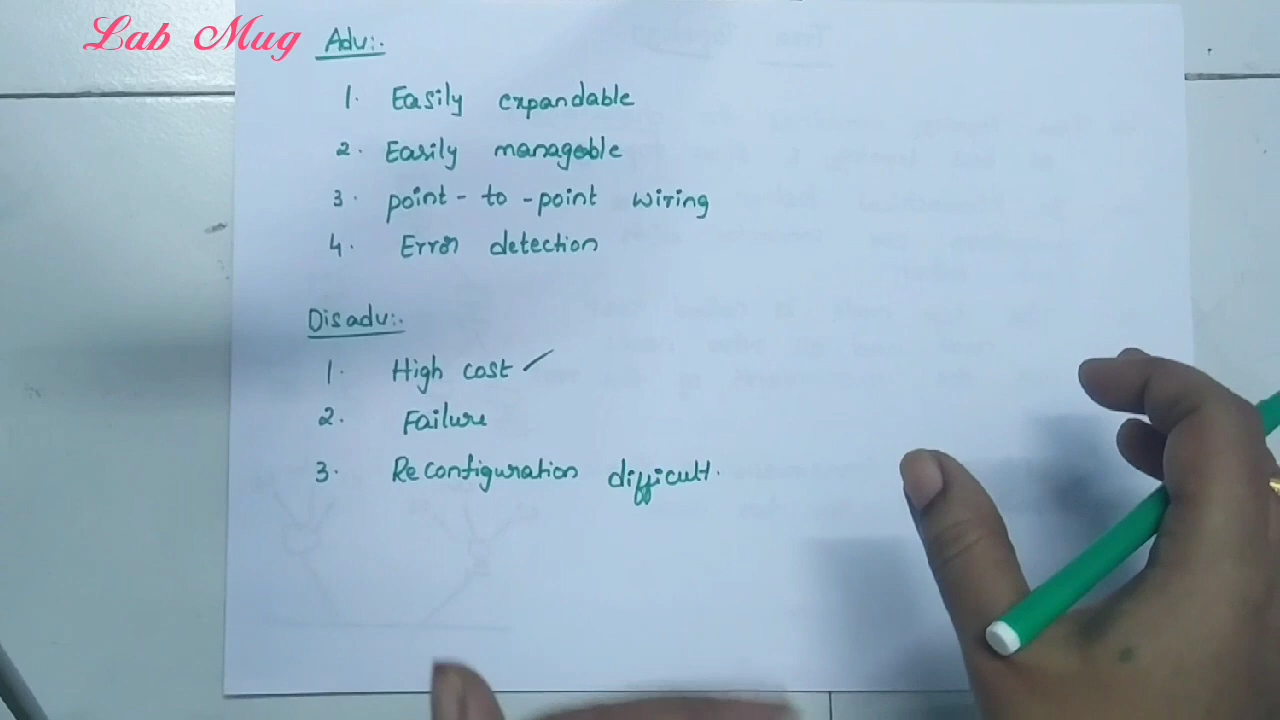 Lab Mug
Adv:.
1. Easily expandable
2. Easily managable
3. point-to-point wiring
4. Error detection
Disadv:.
1. High cost
2. Failure
3. Reconfiguration difficult.